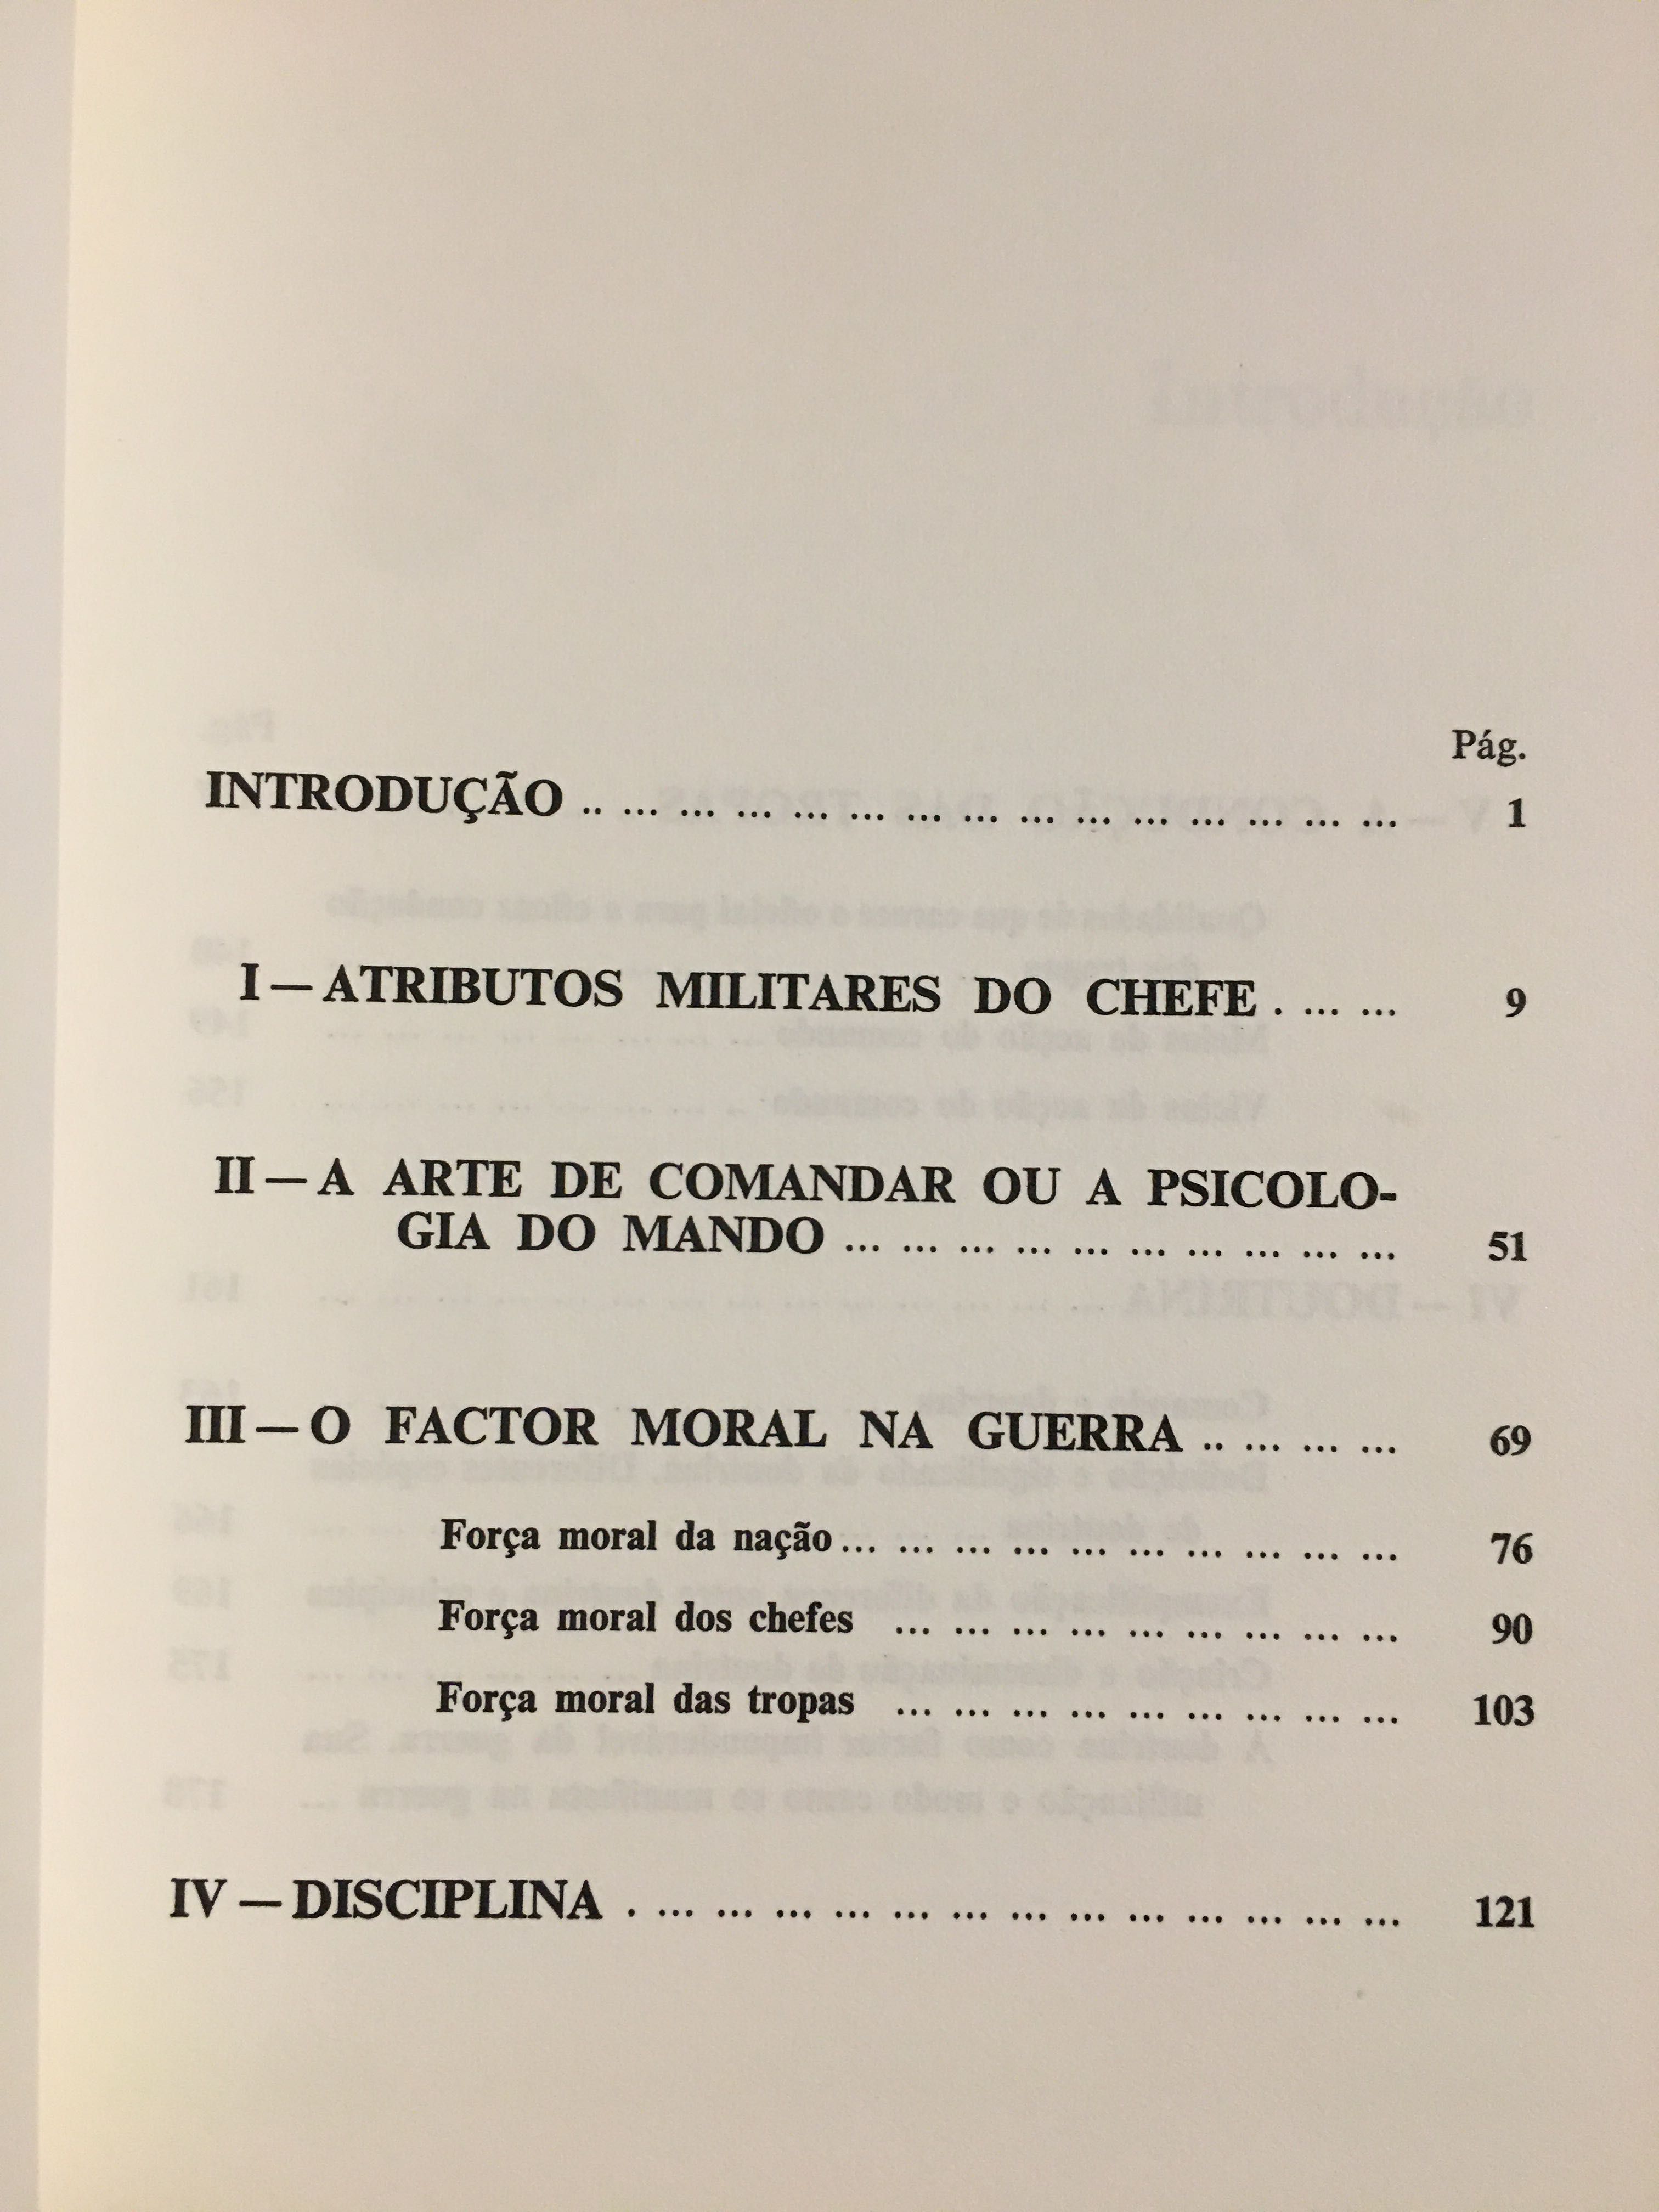 Pág.
INTRODUÇÃO .. ... ... ... ... ... ... ... ... ... ... ... ... ... ... 1
I — ATRIBUTOS MILITARES DO CHEFE . ... ... 9
II — A ARTE DE COMANDAR OU A PSICOLO-
GIA DO MANDO ... ... ... ... ... ... ... ... ... ... 51
III — O FACTOR MORAL NA GUERRA .. ... ... ... 69
Força moral da nação ... ... ... ... ... ... ... ... ... ... 76
Força moral dos chefes ... ... ... ... ... ... ... ... ... 90
Força moral das tropas ... ... ... ... ... ... ... ... ... 103
IV — DISCIPLINA . ... ... ... ... ... ... ... ... ... ... ... ... ... 121